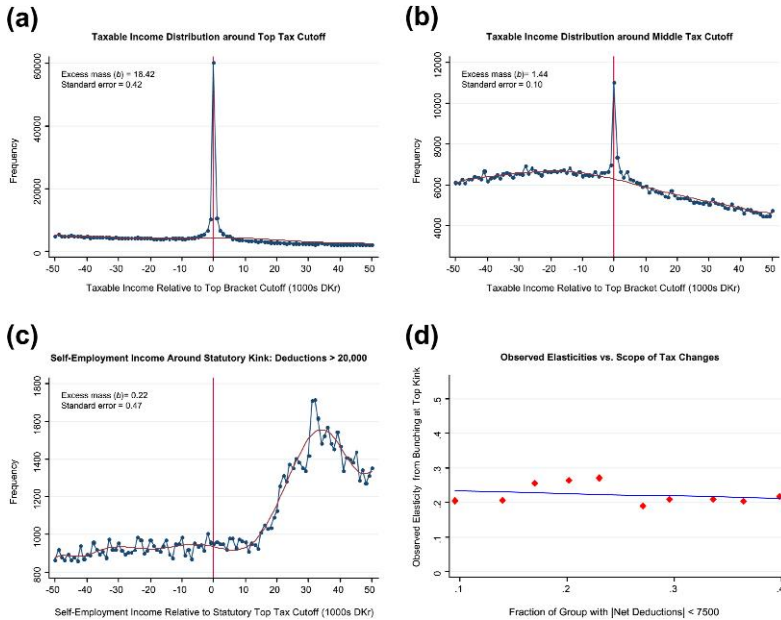 (a)
Taxable Income Distribution around Top Tax Cutoff
Excess mass (b) = 18.42
Standard error = 0.42
Frequency
60000
40000
20000
0
-50 -40 -30 -20 -10 0 10 20 30 40 50
Taxable Income Relative to Top Bracket Cutoff (1000s DKr)
(b)
Taxable Income Distribution around Middle Tax Cutoff
Excess mass (b)= 1.44
Standard error = 0.10
Frequency
12000
10000
8000
6000
4000
-50 -40 -30 -20 -10 0 10 20 30 40 50
Taxable Income Relative to Top Bracket Cutoff (1000s DKr)
(c)
Self-Employment Income Around Statutory Kink: Deductions > 20,000
Excess mass (b)= 0.22
Standard error = 0.47
Frequency
1800
1600
1400
1200
1000
800
-50 -40 -30 -20 -10 0 10 20 30 40 50
Self-Employment Income Relative to Statutory Top Tax Cutoff (1000s DKr)
(d)
Observed Elasticities vs. Scope of Tax Changes
Observed Elasticity from Bunching at Top Kink
.5
.4
.3
.2
.1
0
.1 .2 .3 .4
Fraction of Group with |Net Deductions| < 7500